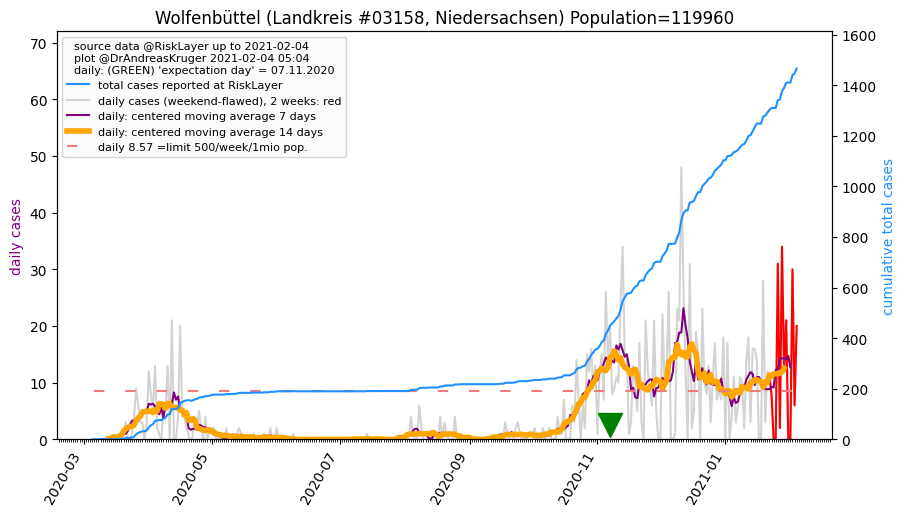 Wolfenbüttel (Landkreis #03158, Niedersachsen) Population=119960
source data @RiskLayer up to 2021-02-04
plot @DrAndreasKruger 2021-02-04 05:04
daily: (GREEN) 'expectation day' = 07.11.2020
total cases reported at RiskLayer
daily cases (weekend-flawed), 2 weeks: red
daily: centered moving average 7 days
daily: centered moving average 14 days
daily 8.57 =limit 500/week/1mio pop.
daily cases
70
60
50
40
30
20
10
0
cumulative total cases
1600
1400
1200
1000
800
600
400
200
0
2020-03
2020-05
2020-07
2020-09
2020-11
2021-01